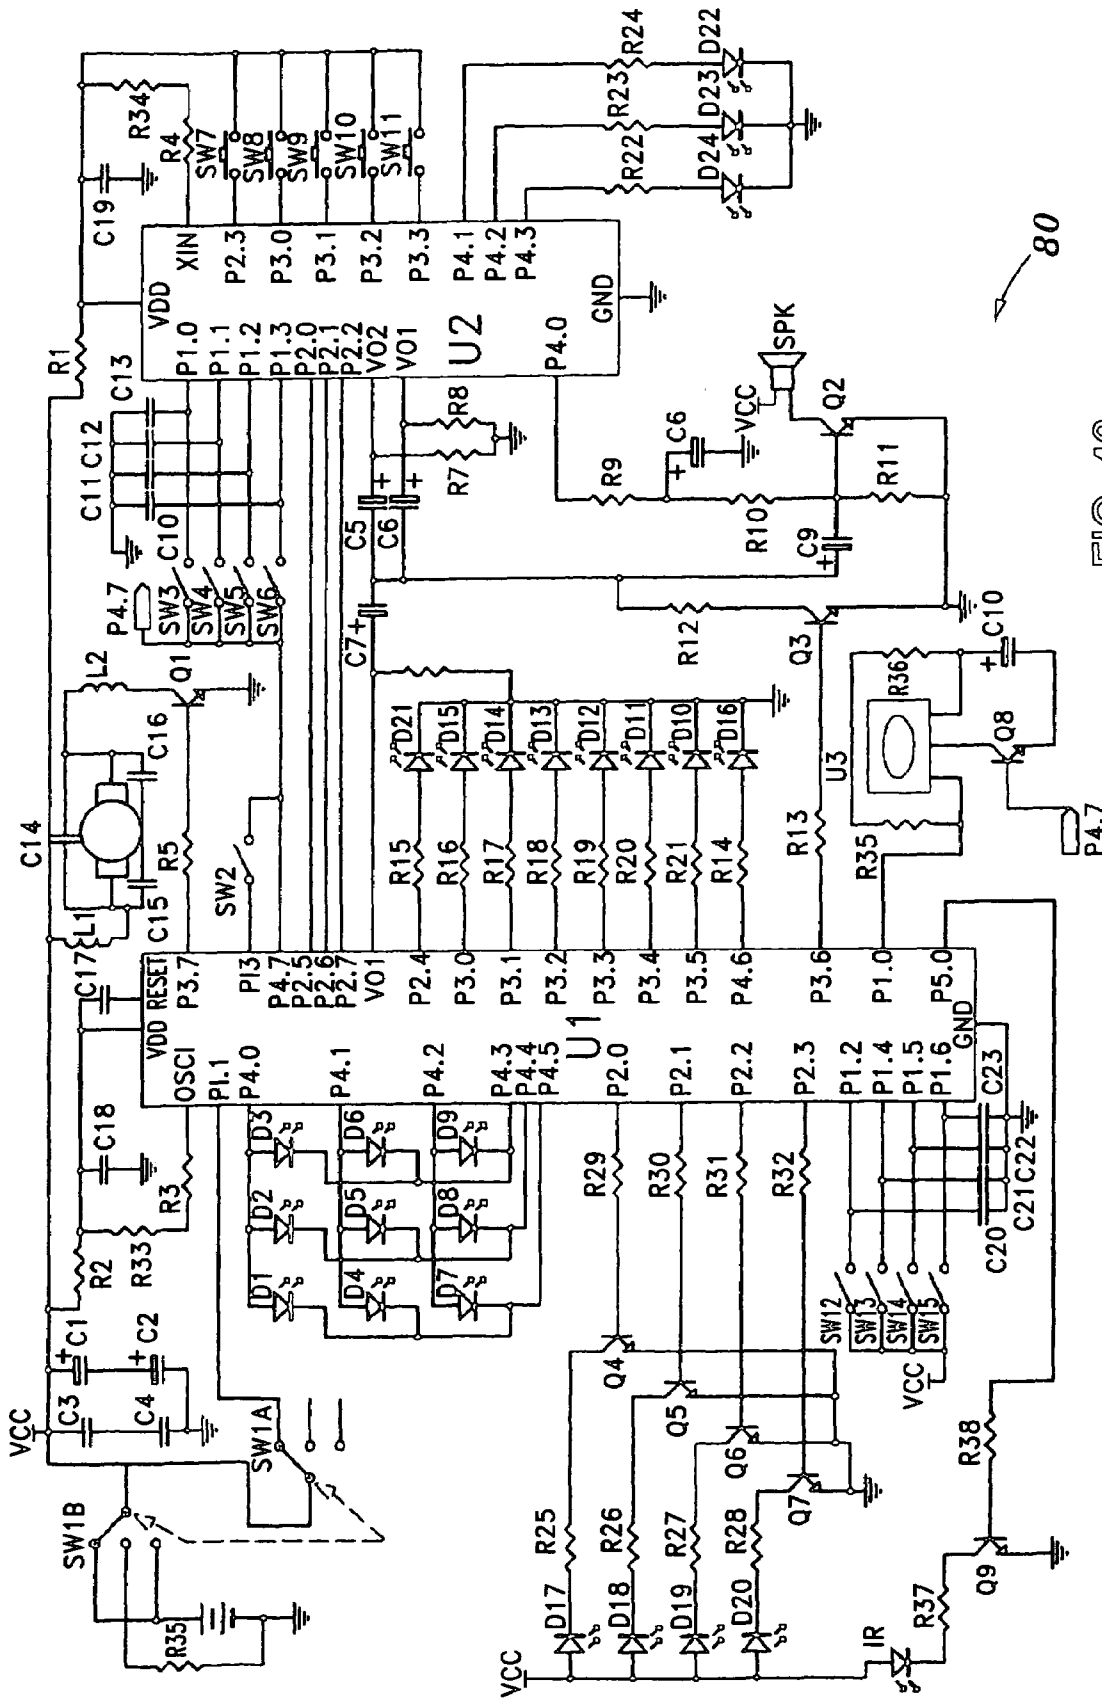 VCC
SW1B
R35
C3
C1
C4
C2
SW1A
R2
R33
R3
C18
C17
VDD
RESET
OSCI
P1.1
P4.0
P4.1
P4.2
P4.3
P4.4
P4.5
P2.0
P2.1
P2.2
P2.3
P1.2
P1.4
P1.5
P1.6
GND
U1
P3.7
P13
P4.7
P2.5
P2.6
P2.7
VO1
P2.4
P3.0
P3.1
P3.2
P3.3
P3.4
P3.5
P4.6
P3.6
P1.0
P5.0
D1
D2
D3
D4
D5
D6
D7
D8
D9
R29
R30
R31
R32
Q4
Q5
Q6
Q7
R25
R26
R27
R28
D17
D18
D19
D20
VCC
IR
R37
Q9
R38
SW12
SW13
SW14
SW15
VCC
C20
C21
C22
C23
L1
C14
C15
C16
L2
R5
Q1
SW2
P4.7
SW3
SW4
SW5
SW6
C10
C11
C12
C13
R1
R15
R16
R17
R18
R19
R20
R21
R14
D21
D15
D14
D13
D12
D11
D10
D16
R13
C7
+
C5
+
C6
+
R7
R8
R9
C6
+
R10
R11
C9
+
R12
Q3
Q2
VCC
SPK
U3
R35
R36
C10
+
Q8
P4.7
VDD
XIN
P1.0
P1.1
P1.2
P1.3
P2.0
P2.1
P2.2
VO2
VO1
P4.0
GND
U2
P2.3
P3.0
P3.1
P3.2
P3.3
P4.1
P4.2
P4.3
C19
R34
R4
SW7
SW8
SW9
SW10
SW11
R22
R23
R24
D24
D23
D22
80